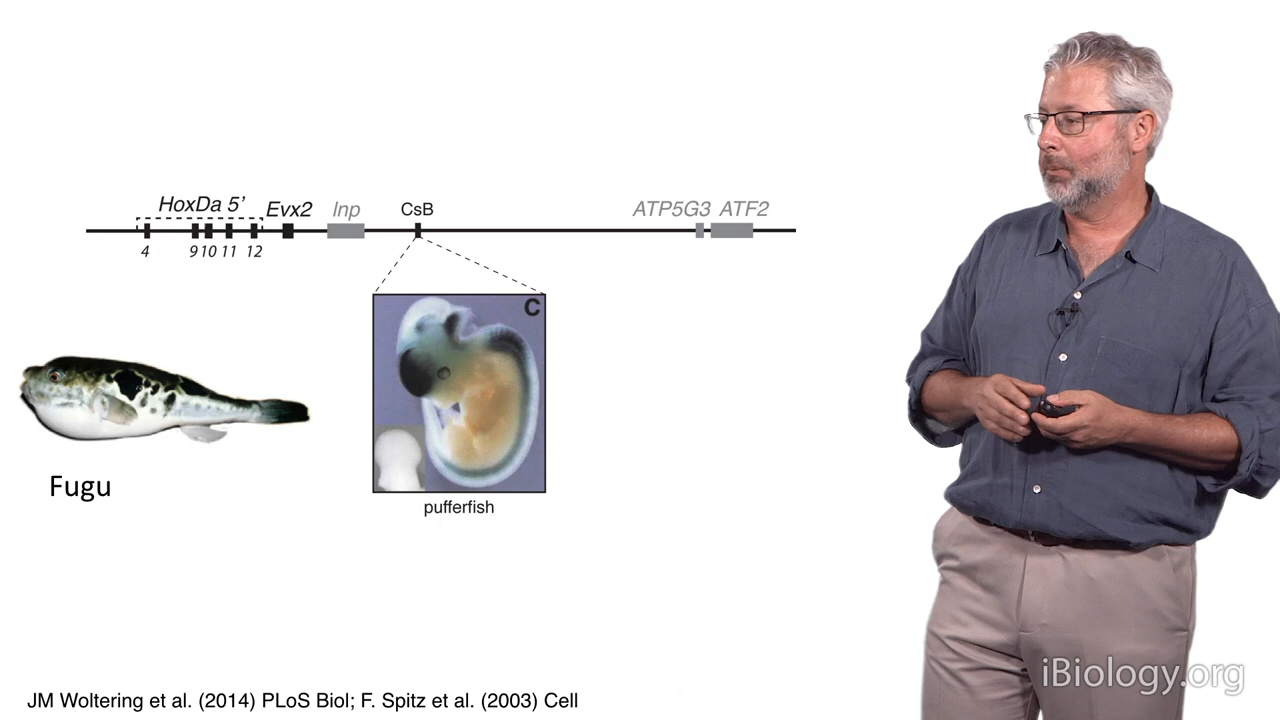 HoxDa 5’ Evx2 lnp CsB ATP5G3 ATF2
4 9 10 11 12
C
Fugu
pufferfish
JM Woltering et al. (2014) PLoS Biol; F. Spitz et al. (2003) Cell
iBiology.org